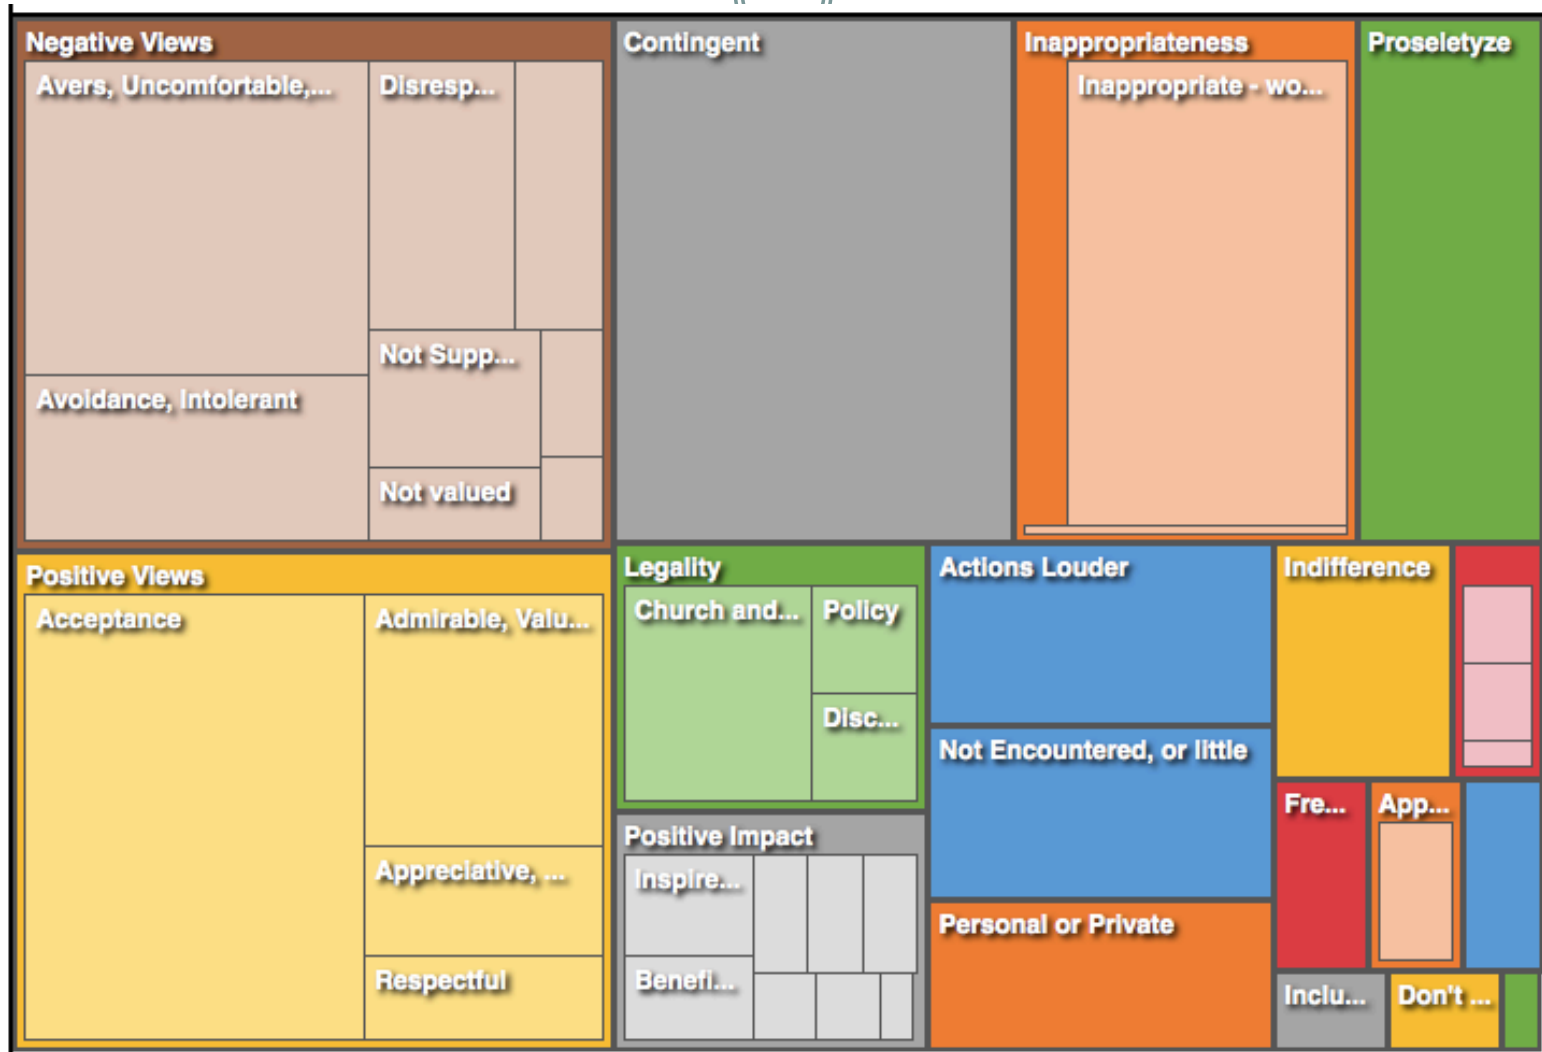 Negative Views
Avers, Uncomfortable,...
Disresp...
Not Supp...
Avoidance, Intolerant
Not valued
Contingent
Inappropriateness
Inappropriate - wo...
Proseletyze
Positive Views
Acceptance
Admirable, Valu...
Appreciative, ...
Respectful
Legality
Church and...
Policy
Disc...
Positive Impact
Inspire...
Benefi...
Actions Louder
Not Encountered, or little
Personal or Private
Indifference
Fre...
App...
Inclu...
Don't ...